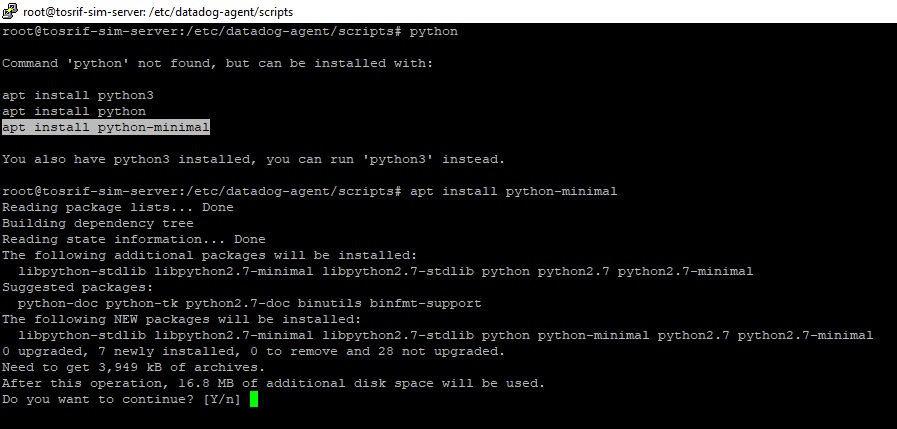 root@tosrif-sim-server: /etc/datadog-agent/scripts
root@tosrif-sim-server:/etc/datadog-agent/scripts# python
Command 'python' not found, but can be installed with:
apt install python3
apt install python
apt install python-minimal
You also have python3 installed, you can run 'python3' instead.
root@tosrif-sim-server:/etc/datadog-agent/scripts# apt install python-minimal
Reading package lists... Done
Building dependency tree
Reading state information... Done
The following additional packages will be installed:
  libpython-stdlib libpython2.7-minimal libpython2.7-stdlib python python2.7 python2.7-minimal
Suggested packages:
  python-doc python-tk python2.7-doc binutils binfmt-support
The following NEW packages will be installed:
  libpython-stdlib libpython2.7-minimal libpython2.7-stdlib python python-minimal python2.7 python2.7-minimal
0 upgraded, 7 newly installed, 0 to remove and 28 not upgraded.
Need to get 3,949 kB of archives.
After this operation, 16.8 MB of additional disk space will be used.
Do you want to continue? [Y/n]